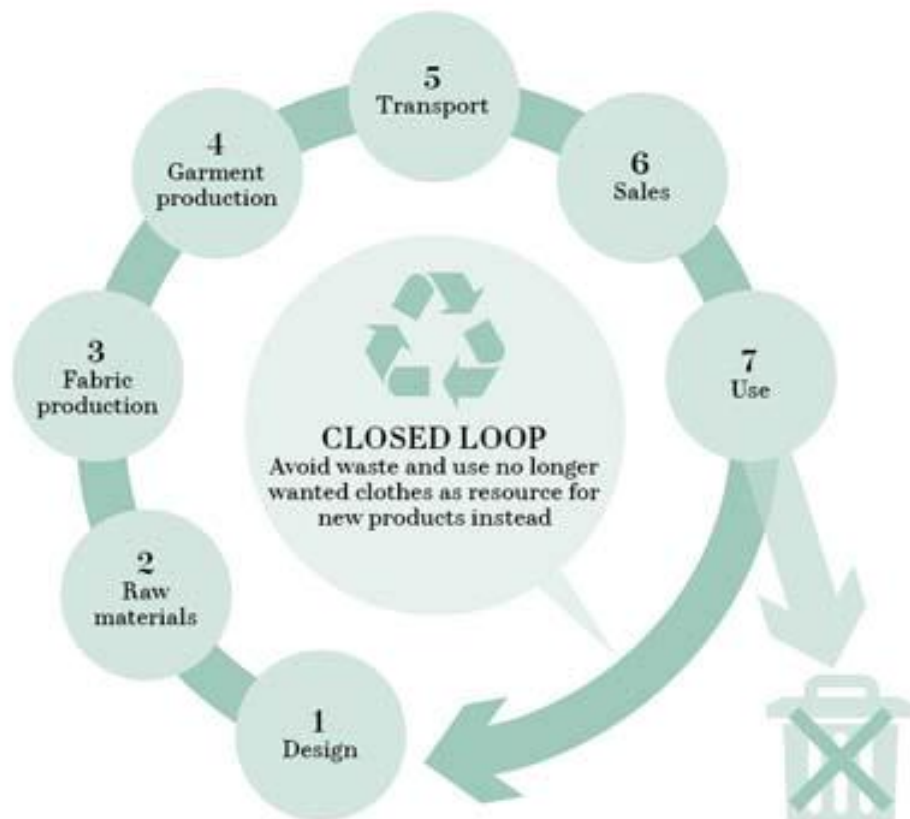 5
Transport
4
Garment
production
6
Sales
3
Fabric
production
7
Use
CLOSED LOOP
Avoid waste and use no longer
wanted clothes as resource for
new products instead
2
Raw
materials
1
Design